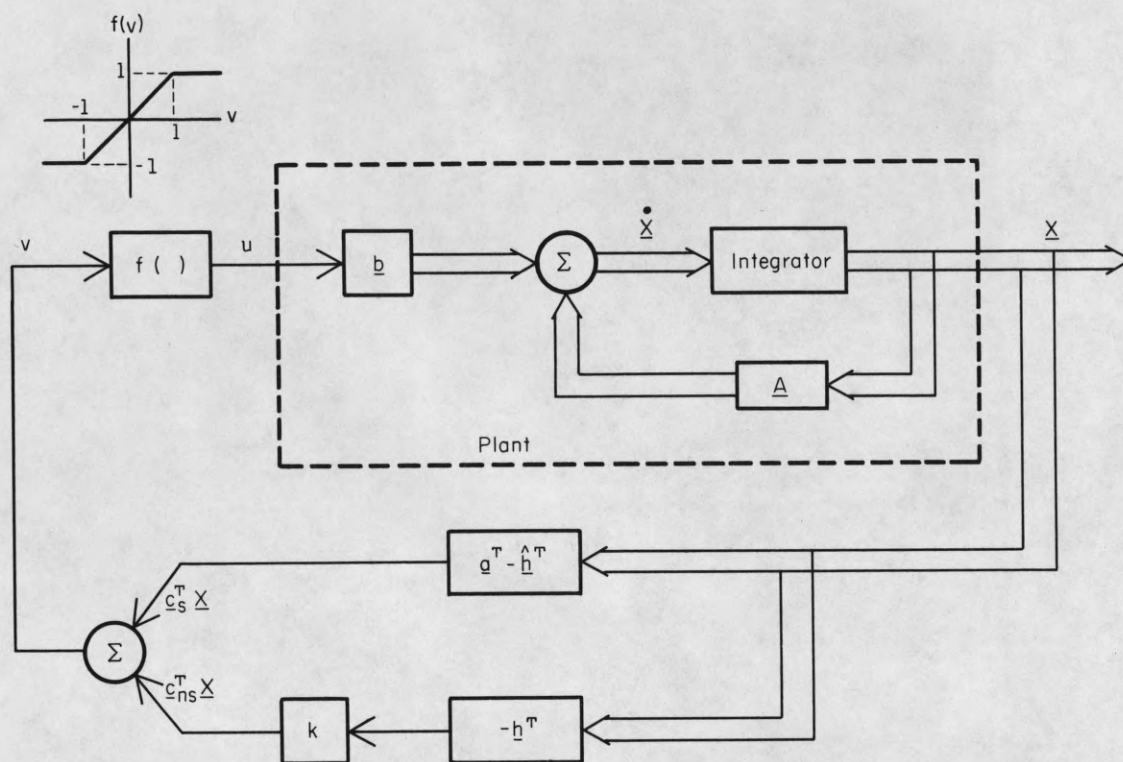 f(v)
1
-1
v
1
-1
v
f ( )
u
b
Σ
Ẋ
Integrator
X
A
Plant
a^T - ĥ^T
c_s^T X
Σ
c_ns^T X
k
-h^T